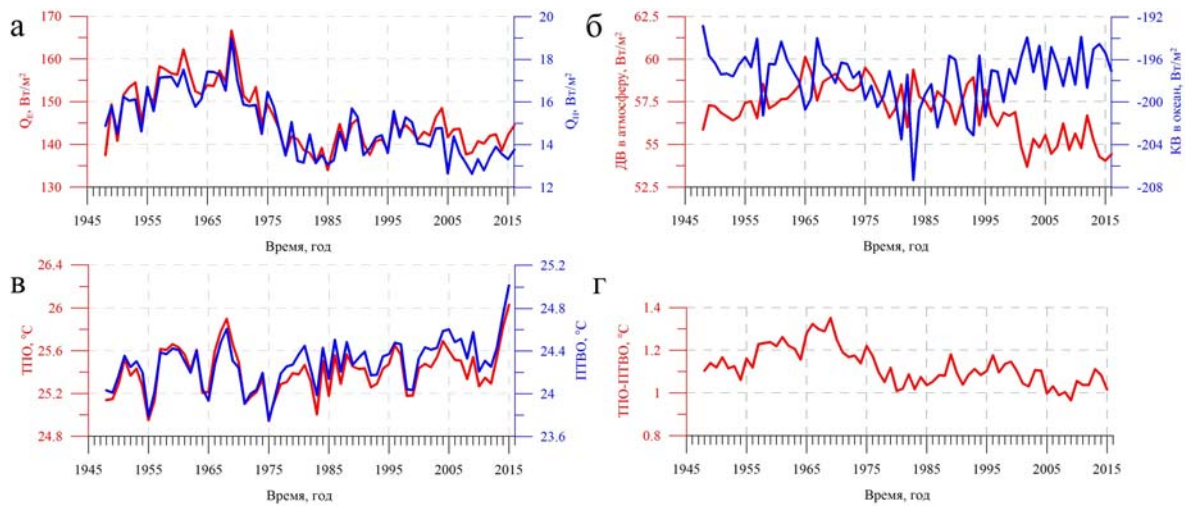 а
170
160
150
140
130
Q_E, Вт/м²
20
18
16
14
12
Q_H, Вт/м²
1945 1955 1965 1975 1985 1995 2005 2015
Время, год
б
62.5
60
57.5
55
52.5
ДВ в атмосферу, Вт/м²
-192
-196
-200
-204
-208
КВ в океан, Вт/м²
1945 1955 1965 1975 1985 1995 2005 2015
Время, год
в
26.4
26
25.6
25.2
24.8
ТПО, °С
25.2
24.8
24.4
24
23.6
ПТВО, °С
1945 1955 1965 1975 1985 1995 2005 2015
Время, год
г
1.4
1.2
1
0.8
ТПО-ПТВО, °С
1945 1955 1965 1975 1985 1995 2005 2015
Время, год